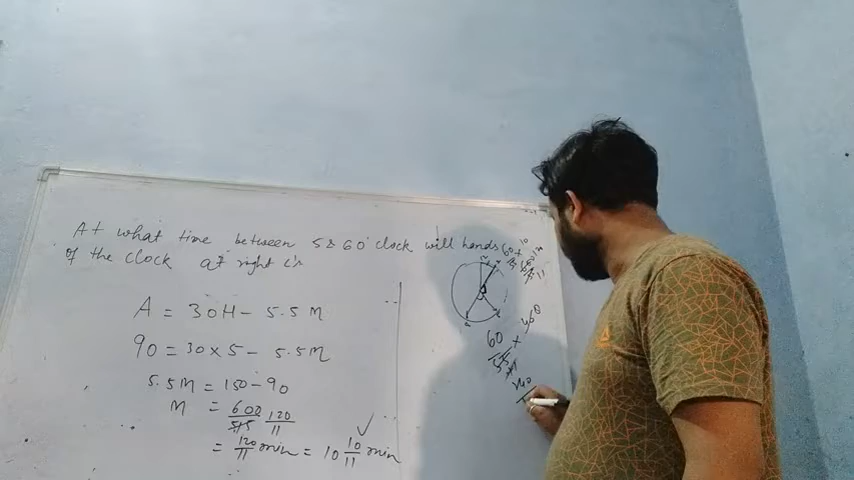 At what time between 5 & 6 O' clock will hands
of the clock at right
A = 30H - 5.5M
90 = 30 x 5 - 5.5M
5.5M = 150 - 90
M = 600 120
55 11
= 120/11 min = 10 10/11 min
60 x
55